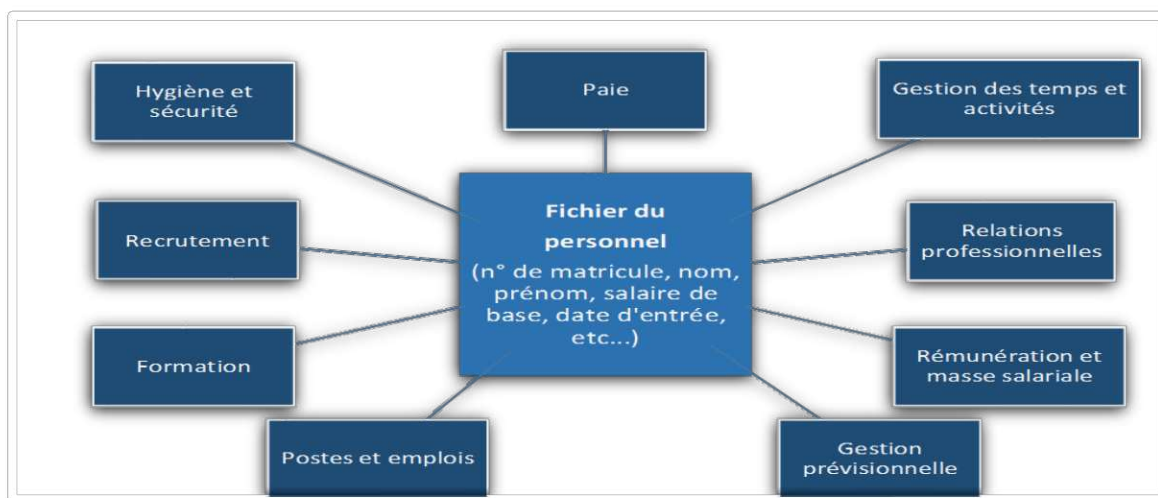 Hygiène et
sécurité
Paie
Gestion des temps et
activités
Fichier du
personnel
(n° de matricule, nom,
prénom, salaire de
base, date d'entrée,
etc...)
Recrutement
Relations
professionnelles
Formation
Rémunération et
masse salariale
Postes et emplois
Gestion
prévisionnelle